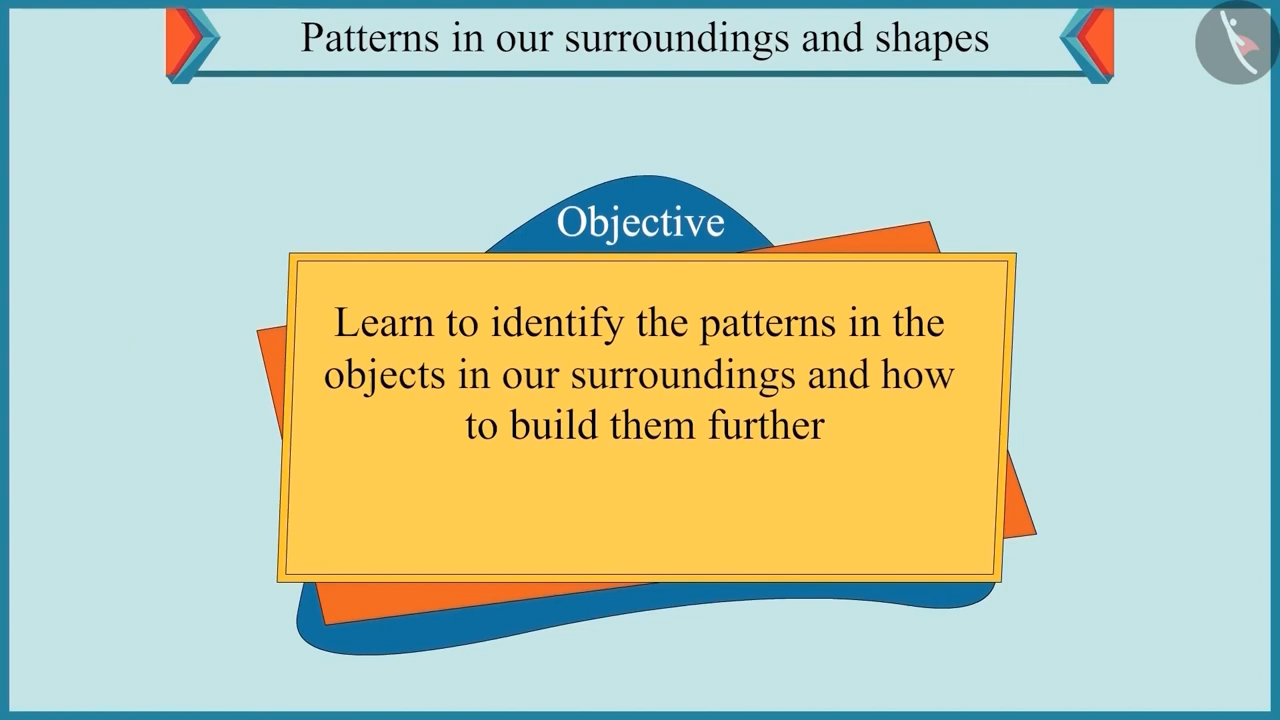 Patterns in our surroundings and shapes
Objective
Learn to identify the patterns in the
objects in our surroundings and how
to build them further